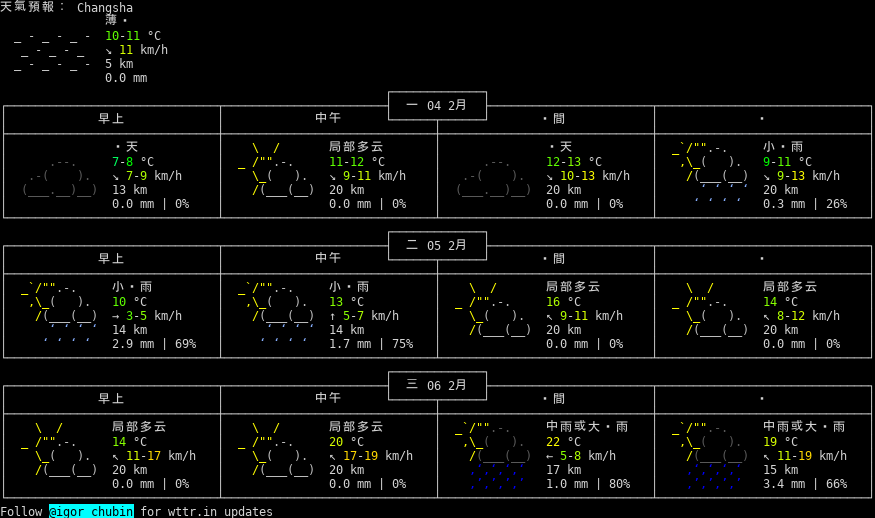 天氣預報： Changsha
薄・
10-11 °C
↘ 11 km/h
5 km
0.0 mm
一 04 2月
早上 中午 ・間 ・
・天 局部多云 ・天 小・雨
7-8 °C 11-12 °C 12-13 °C 9-11 °C
↘ 7-9 km/h ↘ 9-11 km/h ↘ 10-13 km/h ↘ 9-13 km/h
13 km 20 km 20 km 20 km
0.0 mm | 0% 0.0 mm | 0% 0.0 mm | 0% 0.3 mm | 26%
二 05 2月
早上 中午 ・間 ・
小・雨 小・雨 局部多云 局部多云
10 °C 13 °C 16 °C 14 °C
→ 3-5 km/h ↑ 5-7 km/h ↖ 9-11 km/h ↖ 8-12 km/h
14 km 14 km 20 km 20 km
2.9 mm | 69% 1.7 mm | 75% 0.0 mm | 0% 0.0 mm | 0%
三 06 2月
早上 中午 ・間 ・
局部多云 局部多云 中雨或大・雨 中雨或大・雨
14 °C 20 °C 22 °C 19 °C
↖ 11-17 km/h ↖ 17-19 km/h ← 5-8 km/h ↖ 11-19 km/h
20 km 20 km 17 km 15 km
0.0 mm | 0% 0.0 mm | 0% 1.0 mm | 80% 3.4 mm | 66%
Follow @igor_chubin for wttr.in updates